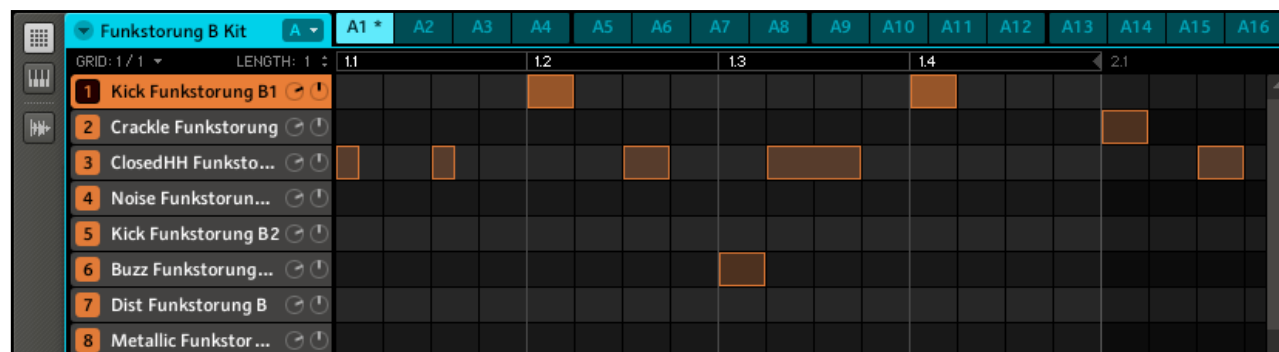 Funkstorung B Kit A A1 * A2 A3 A4 A5 A6 A7 A8 A9 A10 A11 A12 A13 A14 A15 A16
GRID: 1 / 1 LENGTH: 1 1.1 1.2 1.3 1.4 2.1
1 Kick Funkstorung B1
2 Crackle Funkstorung
3 ClosedHH Funksto...
4 Noise Funkstorun...
5 Kick Funkstorung B2
6 Buzz Funkstorung...
7 Dist Funkstorung B
8 Metallic Funkstor...